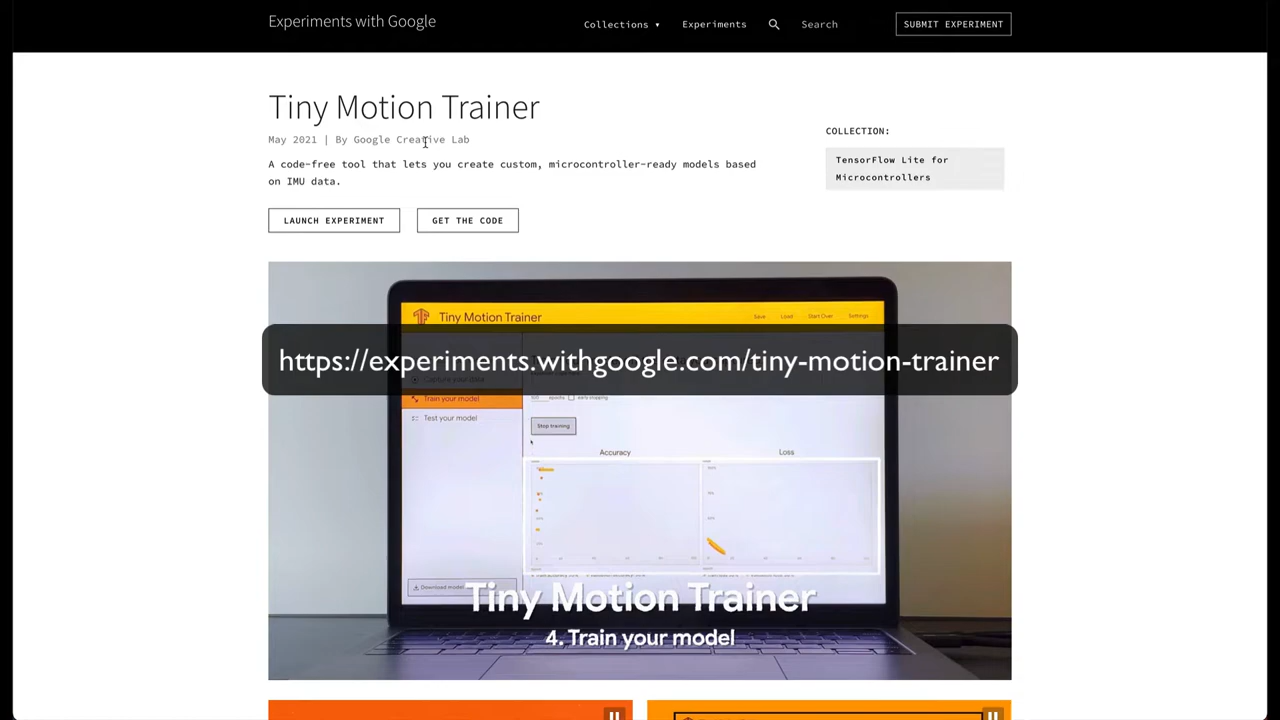 Experiments with Google
Collections ▾ Experiments Search SUBMIT EXPERIMENT
Tiny Motion Trainer
May 2021 | By Google Creative Lab
COLLECTION:
A code-free tool that lets you create custom, microcontroller-ready models based
on IMU data.
TensorFlow Lite for
Microcontrollers
LAUNCH EXPERIMENT GET THE CODE
Tiny Motion Trainer Save Load Start Over Settings
https://experiments.withgoogle.com/tiny-motion-trainer
Train your model
Test your model
Stop training
Accuracy Loss
Download model
Tiny Motion Trainer
4. Train your model